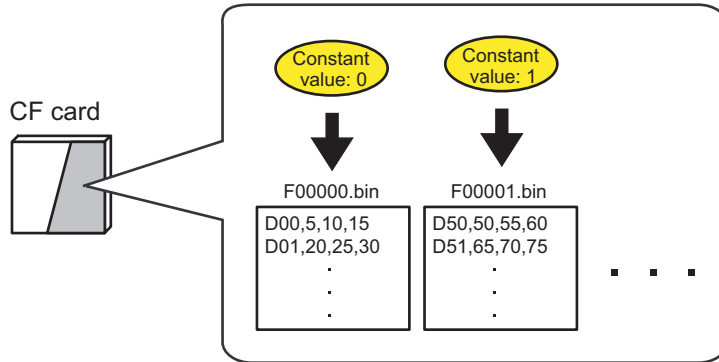 Constant
value: 0
Constant
value: 1
CF card
F00000.bin
F00001.bin
D00,5,10,15
D01,20,25,30
D50,50,55,60
D51,65,70,75